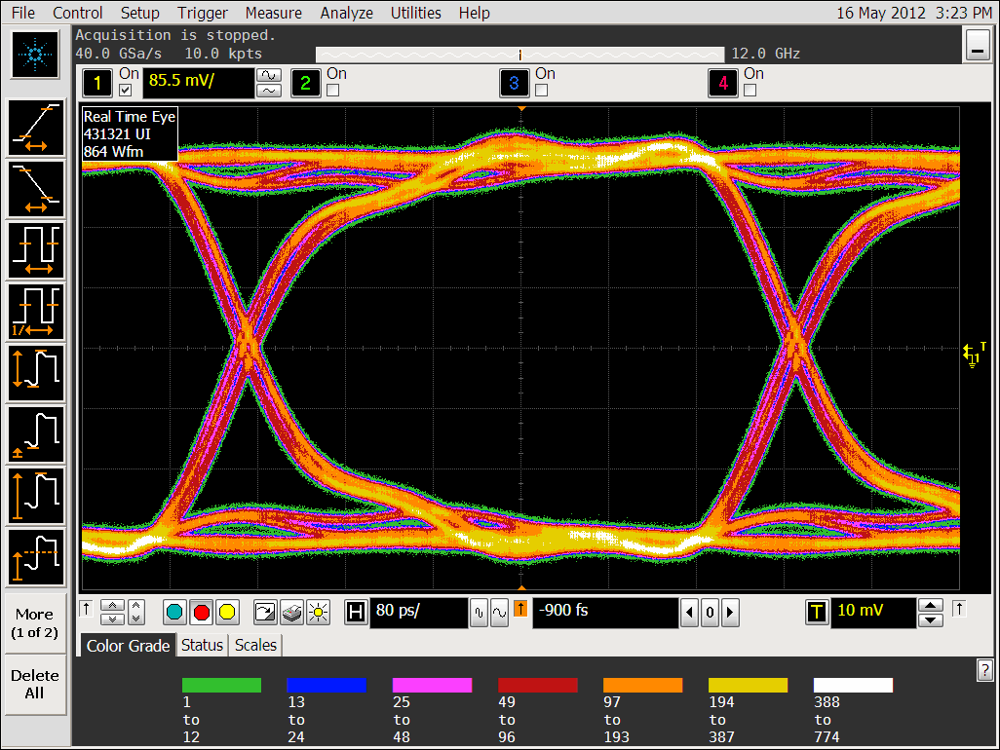 File Control Setup Trigger Measure Analyze Utilities Help 16 May 2012 3:23 PM
Acquisition is stopped.
40.0 GSa/s 10.0 kpts 12.0 GHz
1 On 85.5 mV/ 2 On 3 On 4 On
Real Time Eye
431321 UI
864 Wfm
T
1
1/
More
(1 of 2)
Delete
All
H 80 ps/ -900 fs 0 T 10 mV
Color Grade Status Scales
?
1 13 25 49 97 194 388
to to to to to to to
12 24 48 96 193 387 774